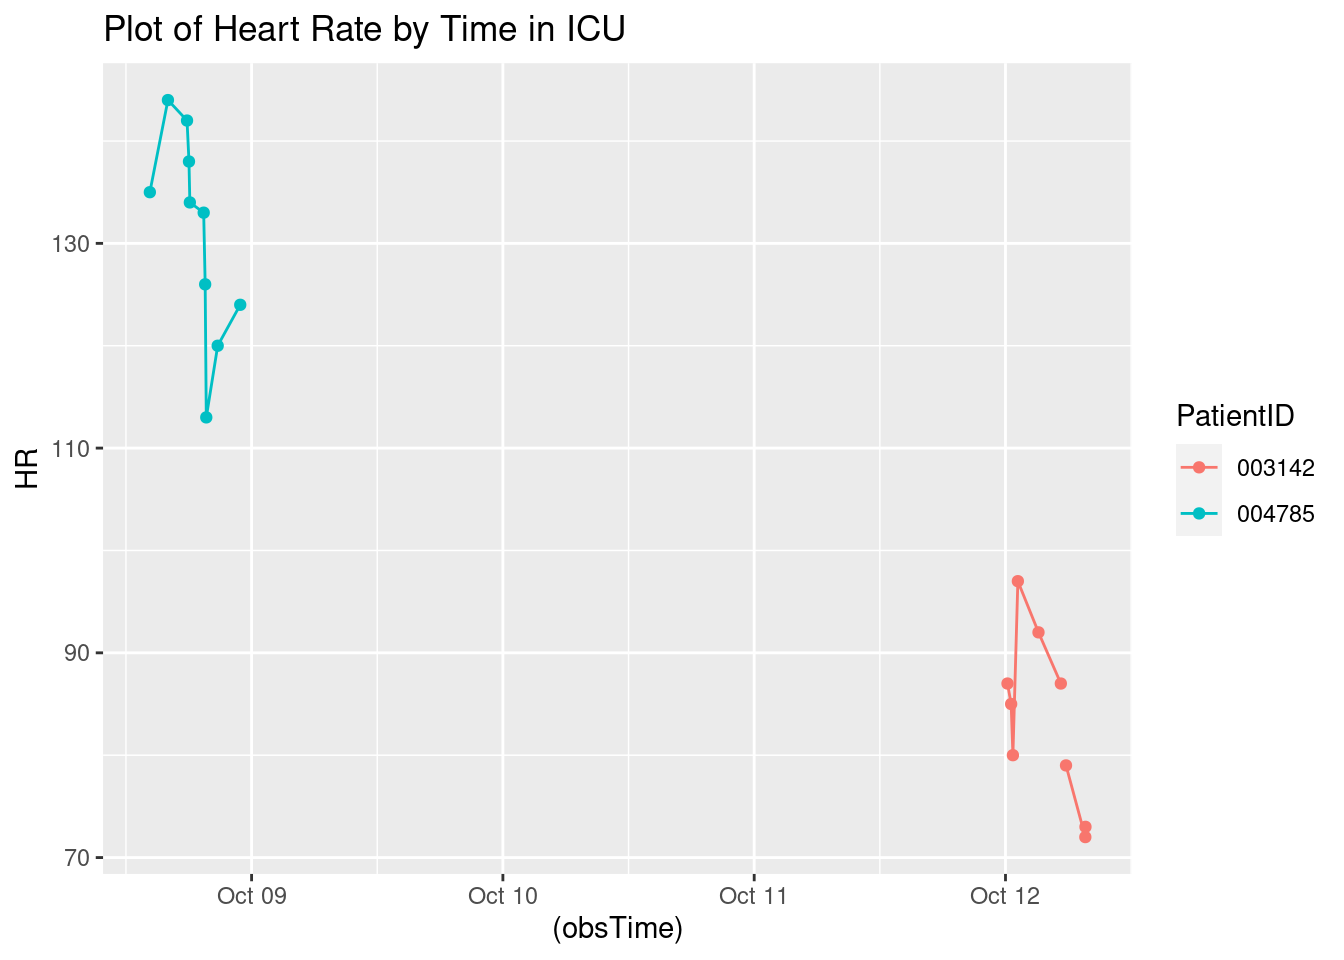 Plot of Heart Rate by Time in ICU
HR
130
110
90
70
Oct 09
Oct 10
Oct 11
Oct 12
(obsTime)
PatientID
003142
004785